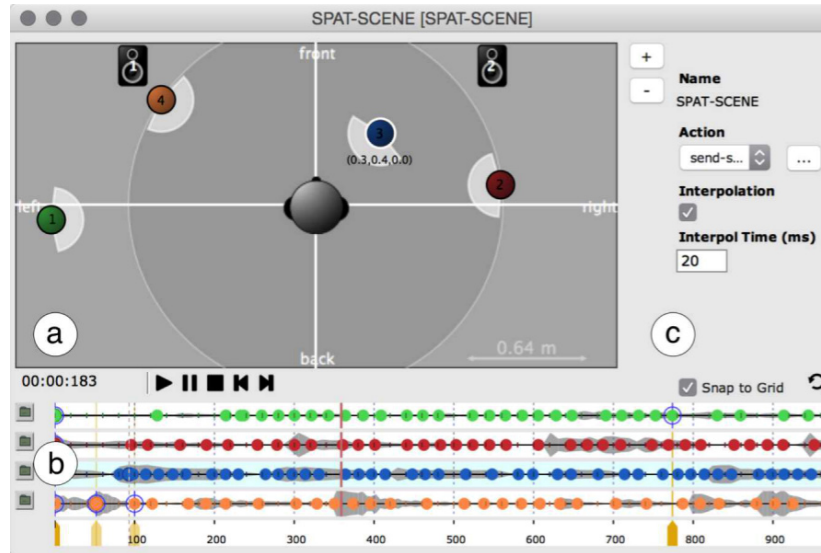 SPAT-SCENE [SPAT-SCENE]
front
1
2
4
3
(0.3,0.4,0.0)
2
1
left
right
back
0.64 m
a
+
-
Name
SPAT-SCENE
Action
send-s...
...
Interpolation
Interpol Time (ms)
20
c
Snap to Grid
00:00:183
b
100 200 300 400 500 600 700 800 900